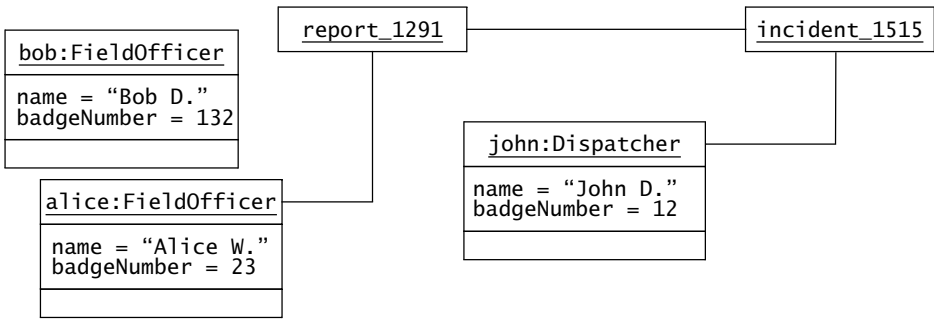 report_1291
incident_1515
bob:FieldOfficer
name = “Bob D.”
badgeNumber = 132
john:Dispatcher
name = “John D.”
badgeNumber = 12
alice:FieldOfficer
name = “Alice W.”
badgeNumber = 23